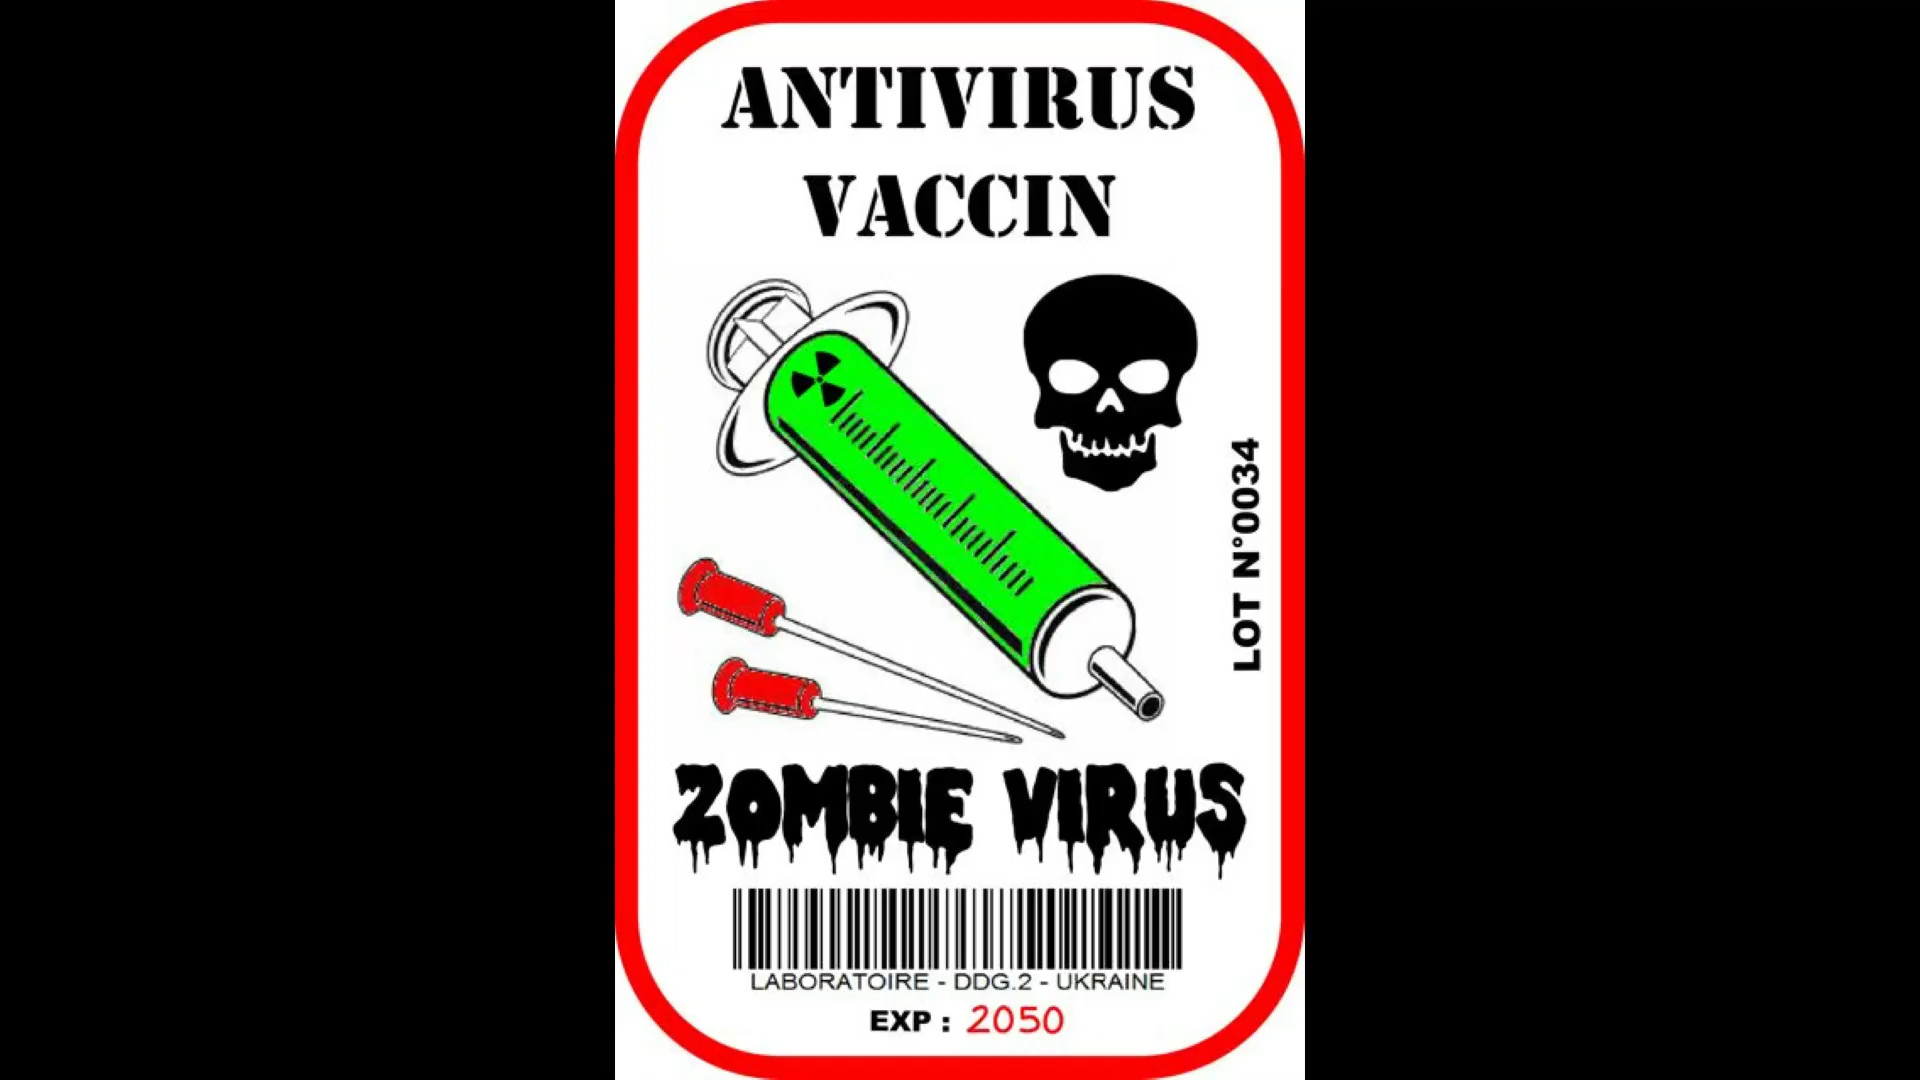 ANTIVIRUS
VACCIN
LOT N°0034
ZOMBIE VIRUS
LABORATOIRE - DDG.2 - UKRAINE
EXP : 2050